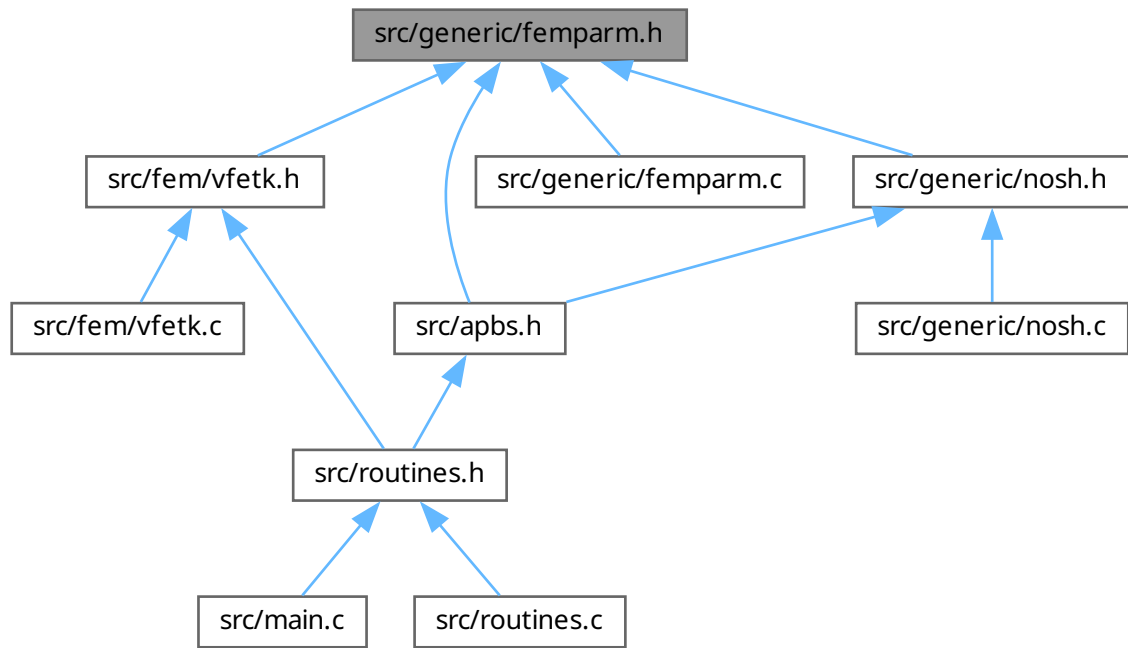 src/generic/femparm.h
src/fem/vfetk.h
src/generic/femparm.c
src/generic/nosh.h
src/fem/vfetk.c
src/apbs.h
src/generic/nosh.c
src/routines.h
src/main.c
src/routines.c